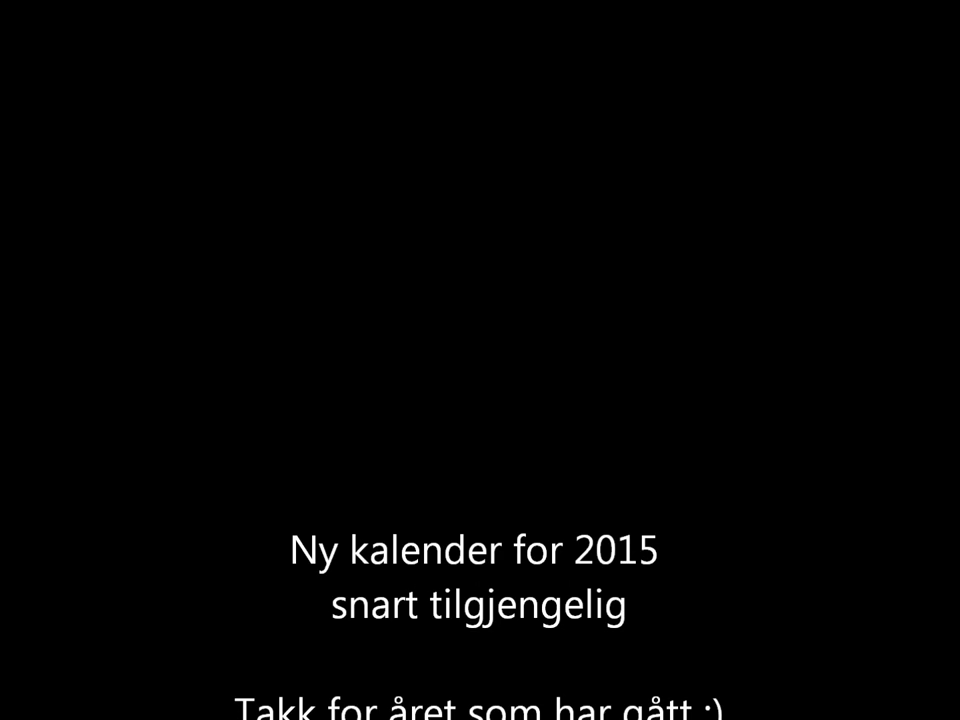 Ny kalender for 2015
snart tilgjengelig
Takk for året som har gått :)